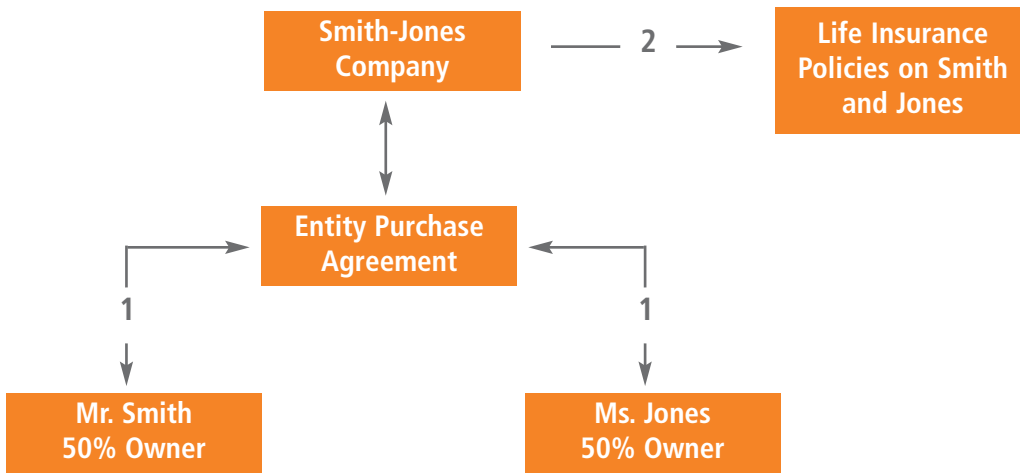 Smith-Jones
Company
2
Life Insurance
Policies on Smith
and Jones
Entity Purchase
Agreement
1
1
Mr. Smith
50% Owner
Ms. Jones
50% Owner